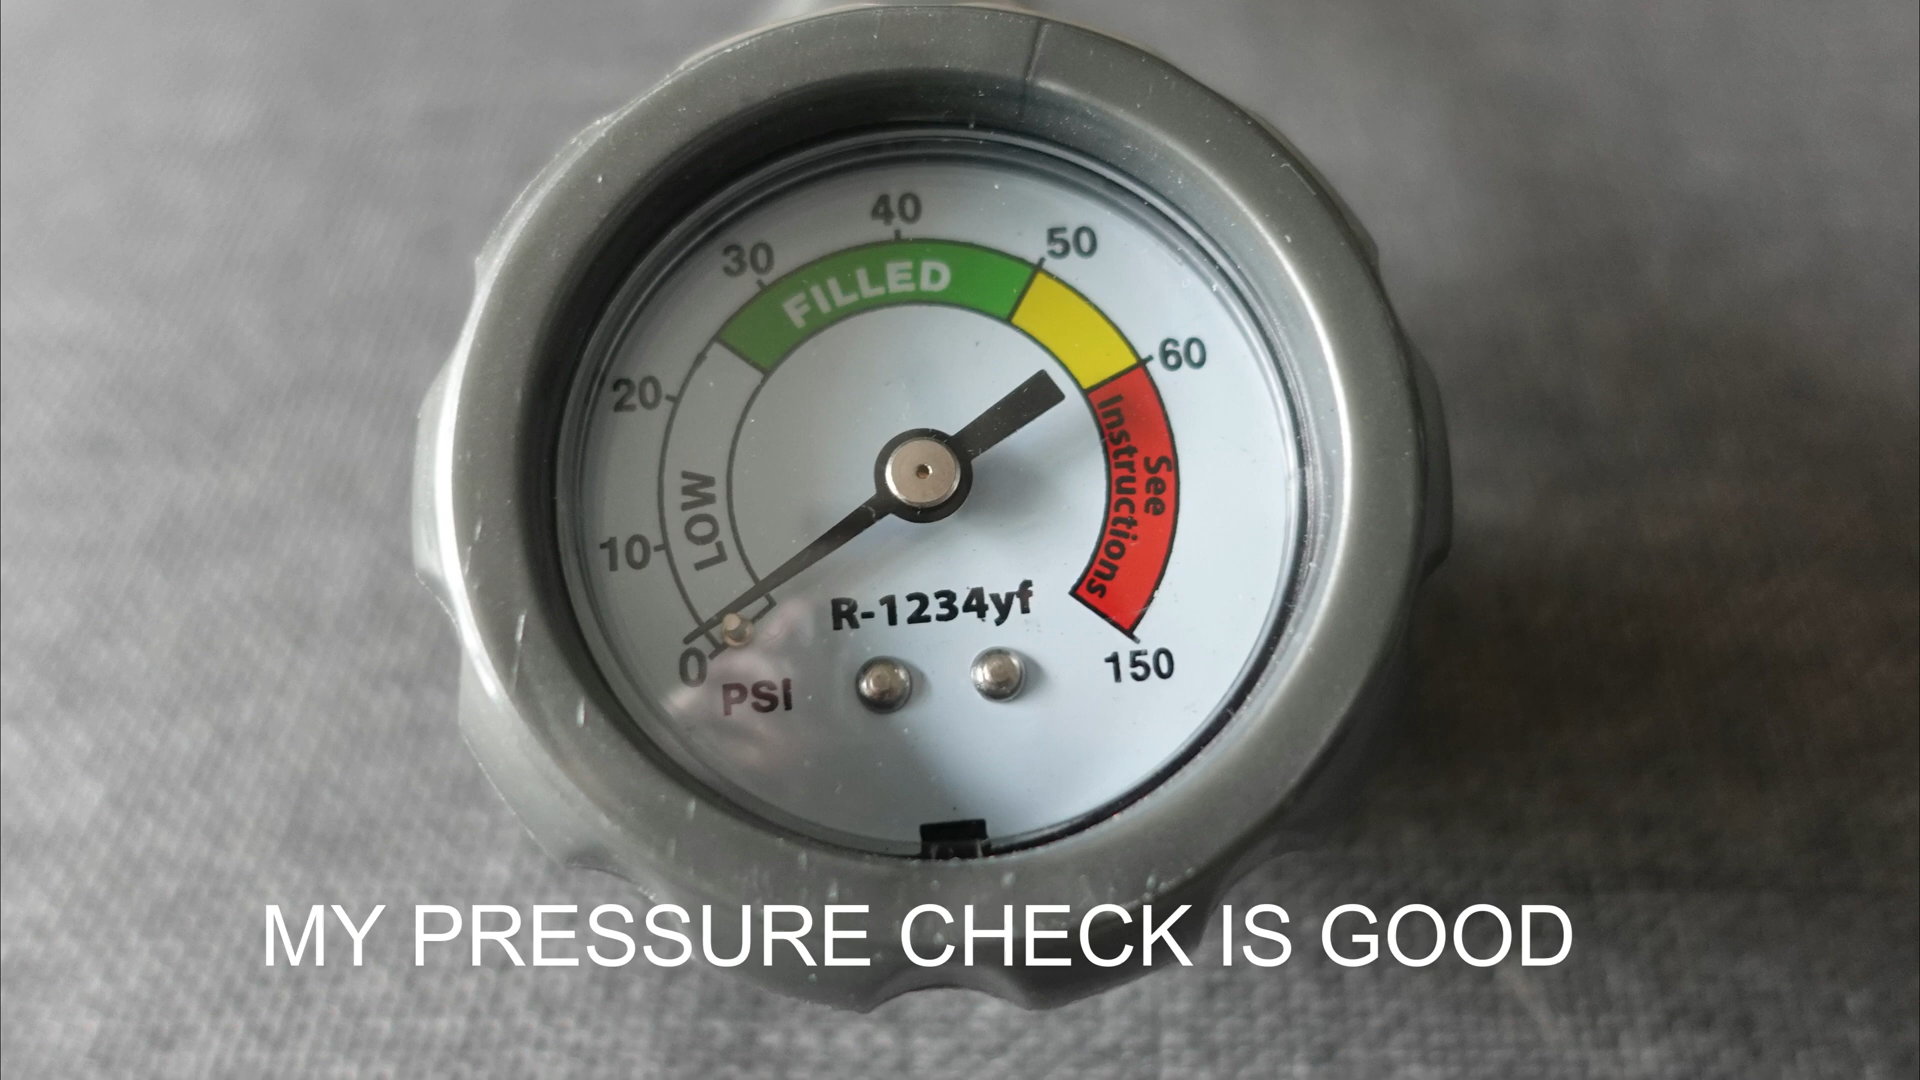 40
30
50
FILLED
60
20
See
Instructions
LOW
10
R-1234yf
0
150
PSI
MY PRESSURE CHECK IS GOOD